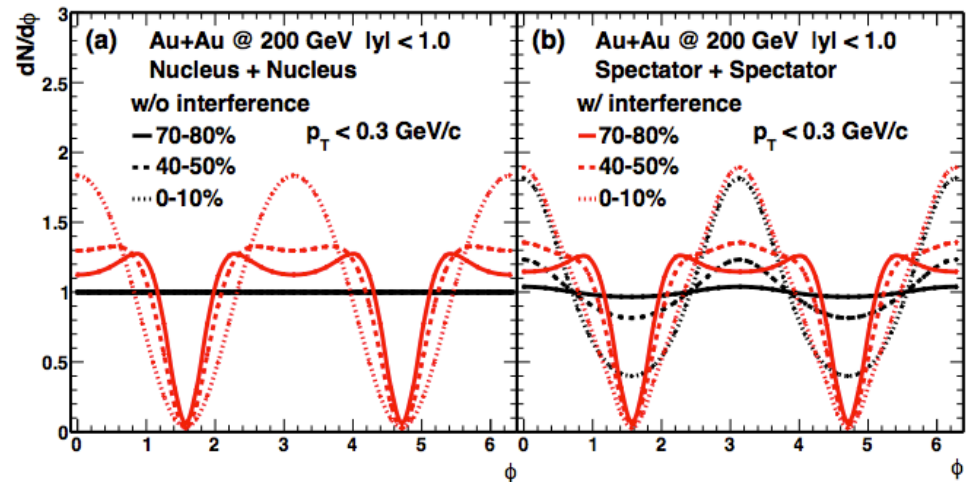 dN/dϕ
3
2.5
2
1.5
1
0.5
0
(a) Au+Au @ 200 GeV |y| < 1.0
Nucleus + Nucleus
w/o interference
70-80%
p_T < 0.3 GeV/c
40-50%
0-10%
0 1 2 3 4 5 6
ϕ
(b) Au+Au @ 200 GeV |y| < 1.0
Spectator + Spectator
w/ interference
70-80%
p_T < 0.3 GeV/c
40-50%
0-10%
0 1 2 3 4 5 6
ϕ